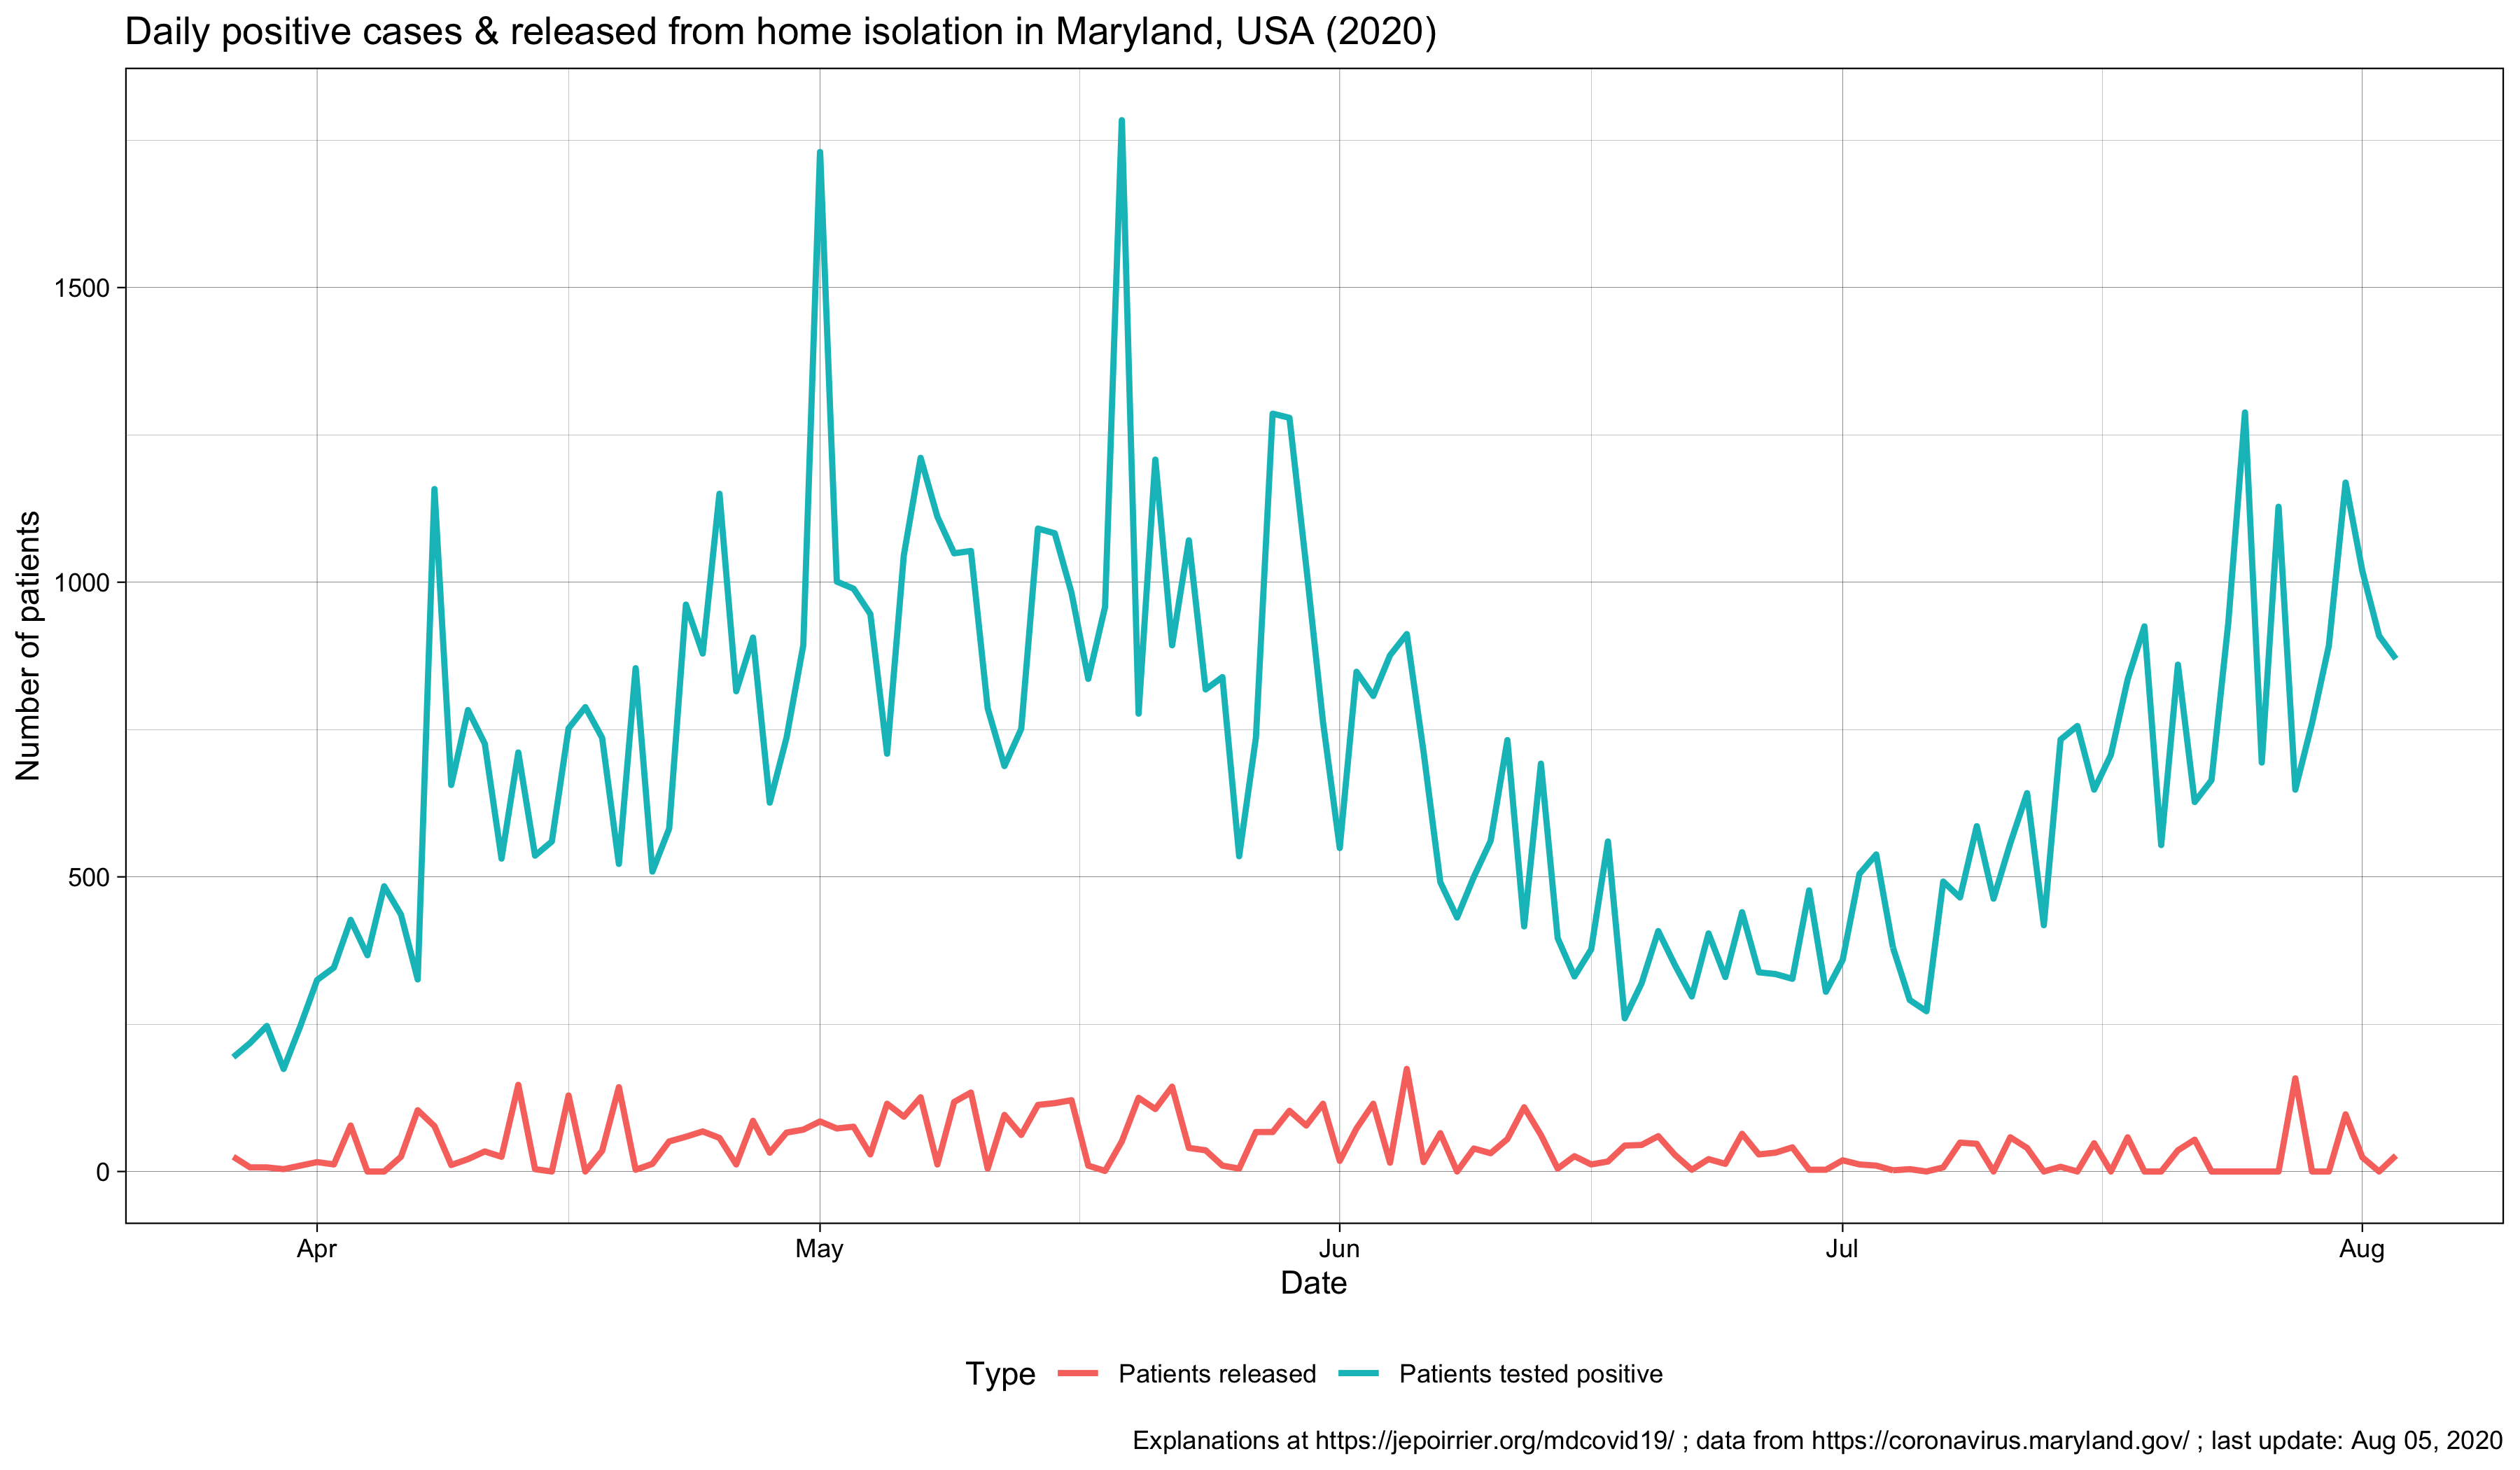 Daily positive cases & released from home isolation in Maryland, USA (2020)
Number of patients
1500
1000
500
0
Apr May Jun Jul Aug
Date
Type Patients released Patients tested positive
Explanations at https://jepoirrier.org/mdcovid19/ ; data from https://coronavirus.maryland.gov/ ; last update: Aug 05, 2020